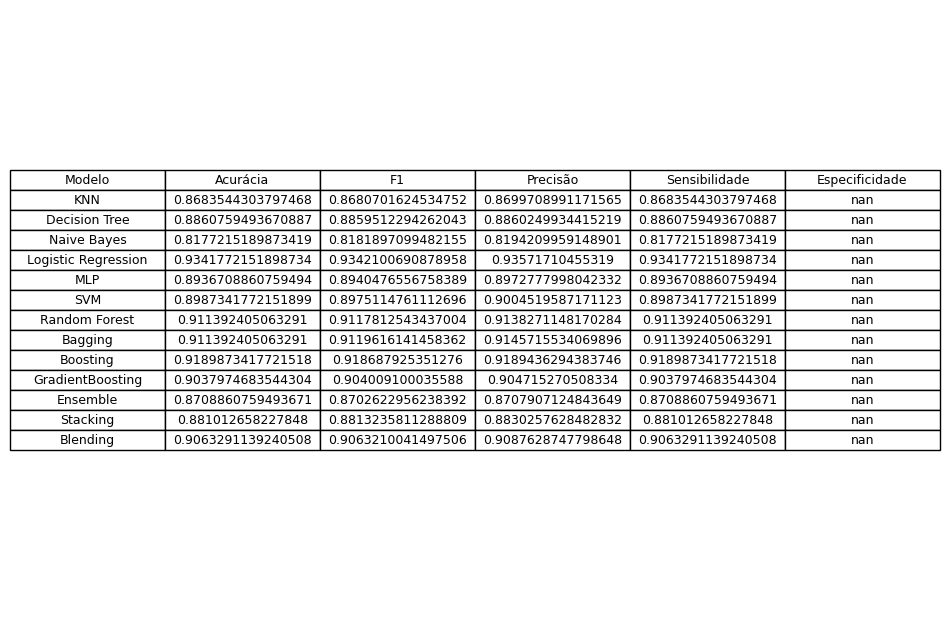 Modelo Acurácia F1 Precisão Sensibilidade Especificidade
KNN 0.8683544303797468 0.8680701624534752 0.8699708991171565 0.8683544303797468 nan
Decision Tree 0.8860759493670887 0.8859512294262043 0.8860249934415219 0.8860759493670887 nan
Naive Bayes 0.8177215189873419 0.8181897099482155 0.8194209959148901 0.8177215189873419 nan
Logistic Regression 0.9341772151898734 0.9342100690878958 0.93571710455319 0.9341772151898734 nan
MLP 0.8936708860759494 0.8940476556758389 0.8972777998042332 0.8936708860759494 nan
SVM 0.8987341772151899 0.8975114761112696 0.9004519587171123 0.8987341772151899 nan
Random Forest 0.911392405063291 0.9117812543437004 0.9138271148170284 0.911392405063291 nan
Bagging 0.911392405063291 0.9119616141458362 0.9145715534069896 0.911392405063291 nan
Boosting 0.9189873417721518 0.918687925351276 0.9189436294383746 0.9189873417721518 nan
GradientBoosting 0.9037974683544304 0.904009100035588 0.904715270508334 0.9037974683544304 nan
Ensemble 0.8708860759493671 0.8702622956238392 0.8707907124843649 0.8708860759493671 nan
Stacking 0.881012658227848 0.8813235811288809 0.8830257628482832 0.881012658227848 nan
Blending 0.9063291139240508 0.9063210041497506 0.9087628747798648 0.9063291139240508 nan